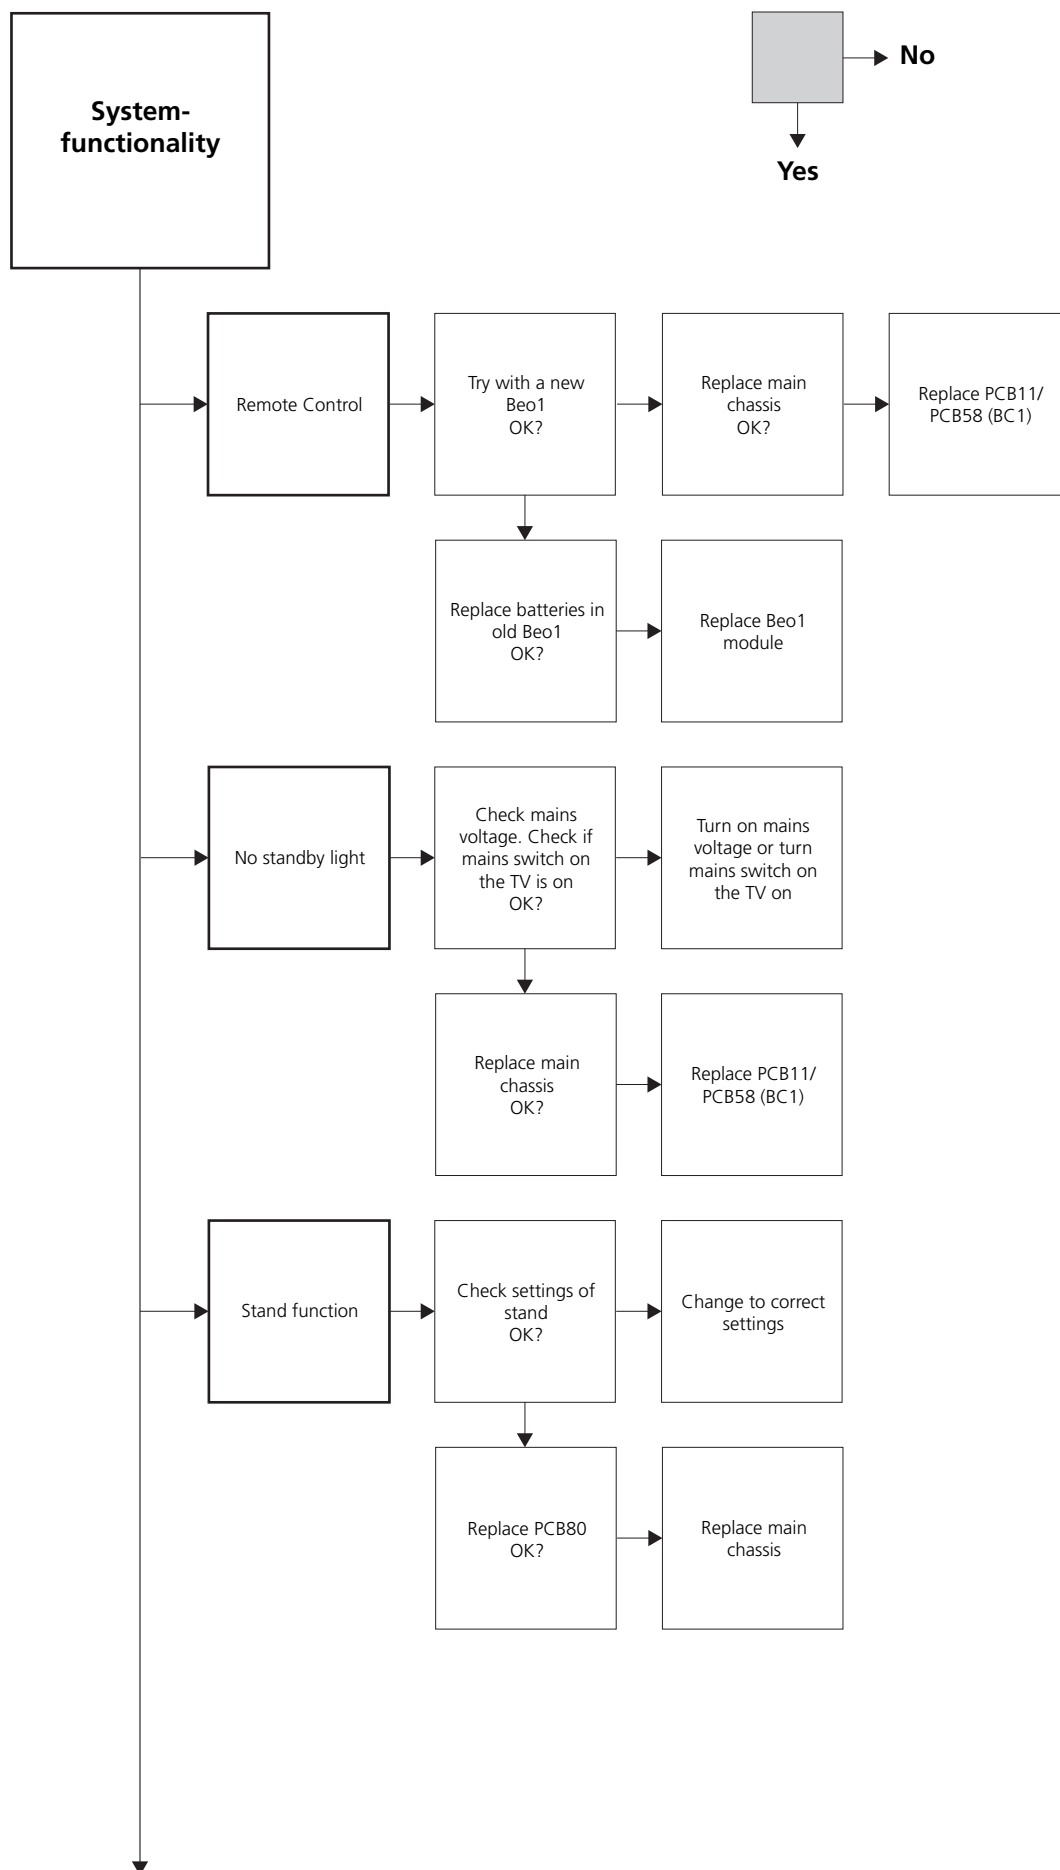 System-
functionality
No
Yes
Remote Control
Try with a new
Beo1
OK?
Replace main
chassis
OK?
Replace PCB11/
PCB58 (BC1)
Replace batteries in
old Beo1
OK?
Replace Beo1
module
No standby light
Check mains
voltage. Check if
mains switch on
the TV is on
OK?
Turn on mains
voltage or turn
mains switch on
the TV on
Replace main
chassis
OK?
Replace PCB11/
PCB58 (BC1)
Stand function
Check settings of
stand
OK?
Change to correct
settings
Replace PCB80
OK?
Replace main
chassis